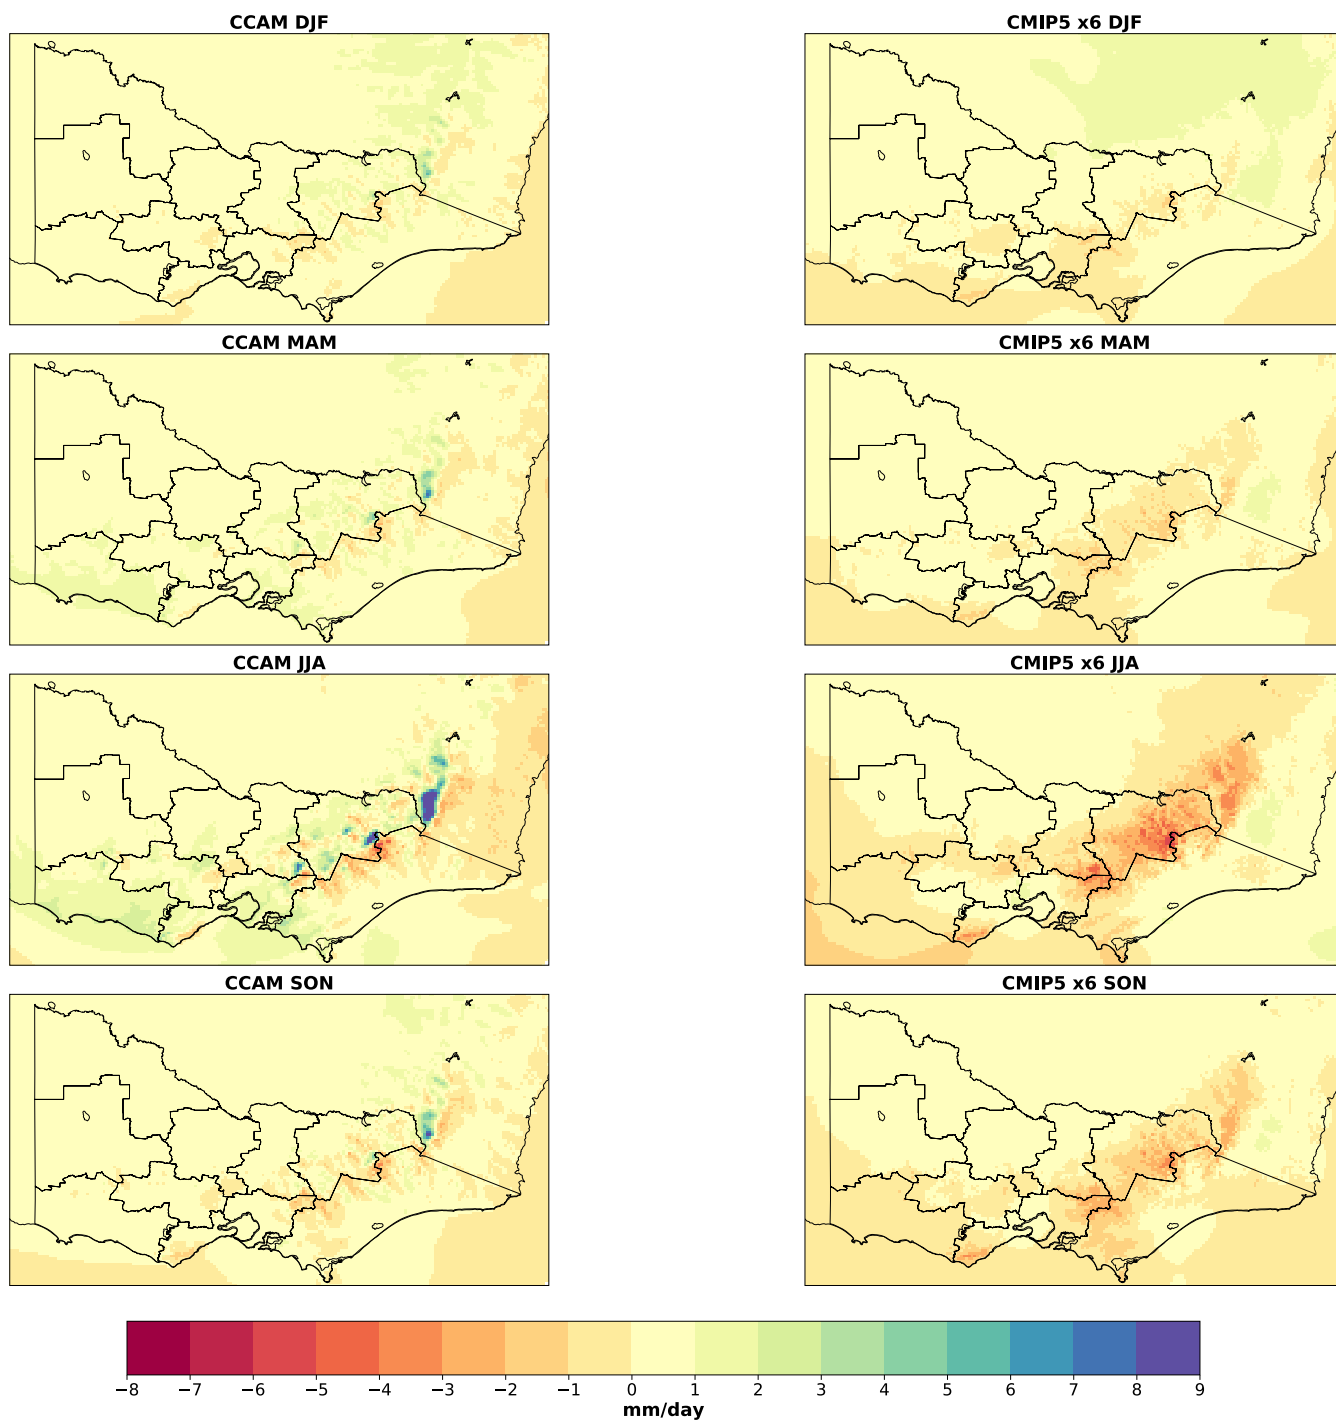 CCAM DJF
CMIP5 x6 DJF
CCAM MAM
CMIP5 x6 MAM
CCAM JJA
CMIP5 x6 JJA
CCAM SON
CMIP5 x6 SON
−8 −7 −6 −5 −4 −3 −2 −1 0 1 2 3 4 5 6 7 8 9
mm/day